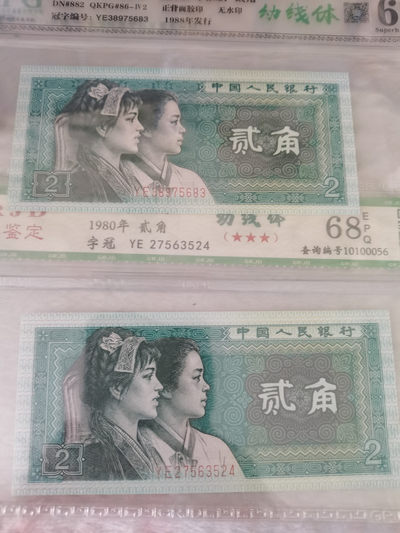 DN#882 QKPG#86-IV2 正背面胶印 无水印
冠字编号: YE38975683 1988年发行
幼线体
6
Superb
中国人民银行
贰角
YE38975683
2
2
鉴定
1980年 贰角
字冠 YE 27563524
幼线体
(★★★)
68
E
P
Q
查询编号10100056
中国人民银行
贰角
YE27563524
2
2